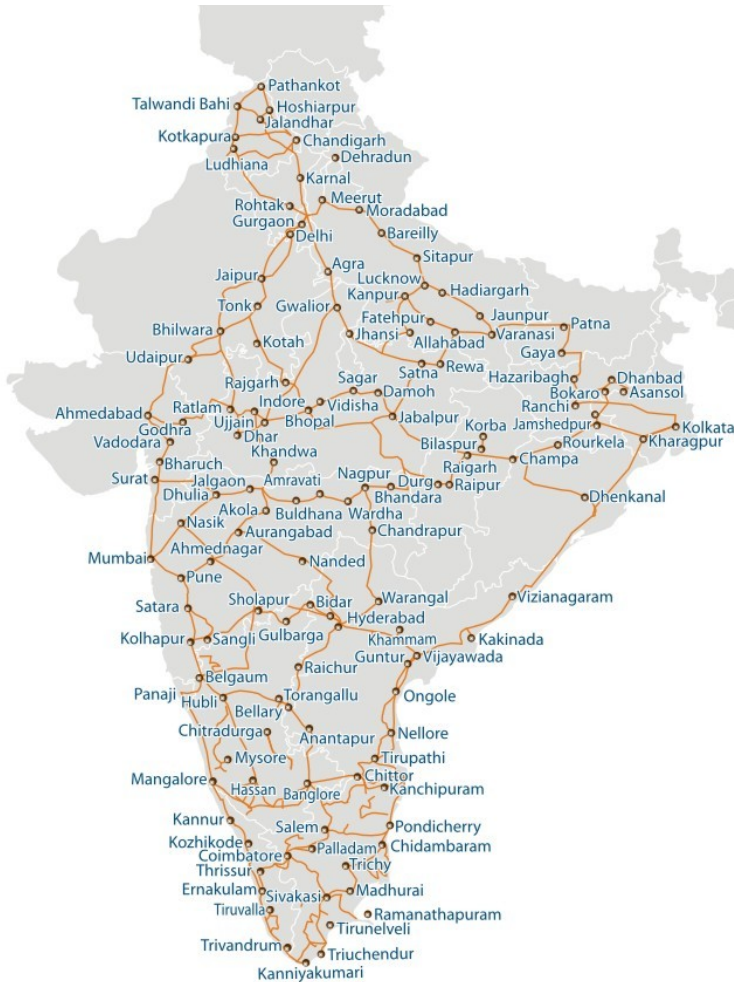 Pathankot
Talwandi Bahi
Hoshiarpur
Jalandhar
Kotkapura
Chandigarh
Ludhiana
Dehradun
Karnal
Meerut
Rohtak
Moradabad
Gurgaon
Delhi
Bareilly
Sitapur
Agra
Jaipur
Lucknow
Kanpur
Hadiargarh
Tonk
Gwalior
Fatehpur
Jaunpur
Patna
Bhilwara
Jhansi
Allahabad
Varanasi
Kotah
Gaya
Udaipur
Satna
Rewa
Rajgarh
Sagar
Hazaribagh
Dhanbad
Damoh
Bokaro
Asansol
Indore
Ratlam
Vidisha
Ranchi
Ahmedabad
Godhra
Ujjain
Bhopal
Jabalpur
Korba
Jamshedpur
Kolkata
Vadodara
Dhar
Bilaspur
Rourkela
Kharagpur
Khandwa
Bharuch
Raigarh
Champa
Surat
Jalgaon
Amravati
Nagpur
Durg
Raipur
Dhulia
Bhandara
Dhenkanal
Akola
Buldhana
Wardha
Nasik
Aurangabad
Chandrapur
Mumbai
Ahmednagar
Nanded
Pune
Satara
Sholapur
Bidar
Warangal
Vizianagaram
Hyderabad
Kolhapur
Sangli
Gulbarga
Khammam
Kakinada
Guntur
Vijayawada
Raichur
Belgaum
Panaji
Hubli
Torangallu
Ongole
Bellary
Chitradurga
Anantapur
Nellore
Mysore
Tirupathi
Mangalore
Hassan
Banglore
Chittor
Kanchipuram
Kannur
Salem
Pondicherry
Kozhikode
Palladam
Chidambaram
Coimbatore
Trichy
Thrissur
Ernakulam
Sivakasi
Madhurai
Tiruvalla
Ramanathapuram
Tirunelveli
Trivandrum
Triuchendur
Kanniyakumari